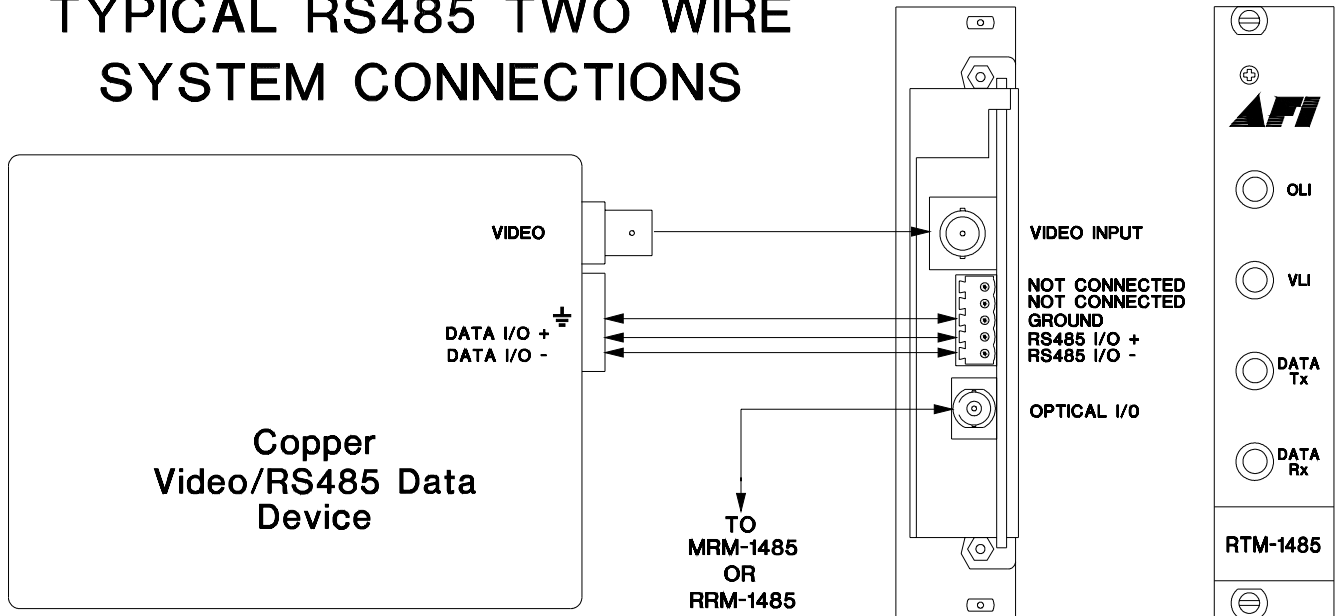 TYPICAL RS485 TWO WIRE
SYSTEM CONNECTIONS
VIDEO
DATA I/O +
DATA I/O -
Copper
Video/RS485 Data
Device
VIDEO INPUT
NOT CONNECTED
NOT CONNECTED
GROUND
RS485 I/O +
RS485 I/O -
OPTICAL I/O
TO
MRM-1485
OR
RRM-1485
AFI
OLI
VLI
DATA
Tx
DATA
Rx
RTM-1485